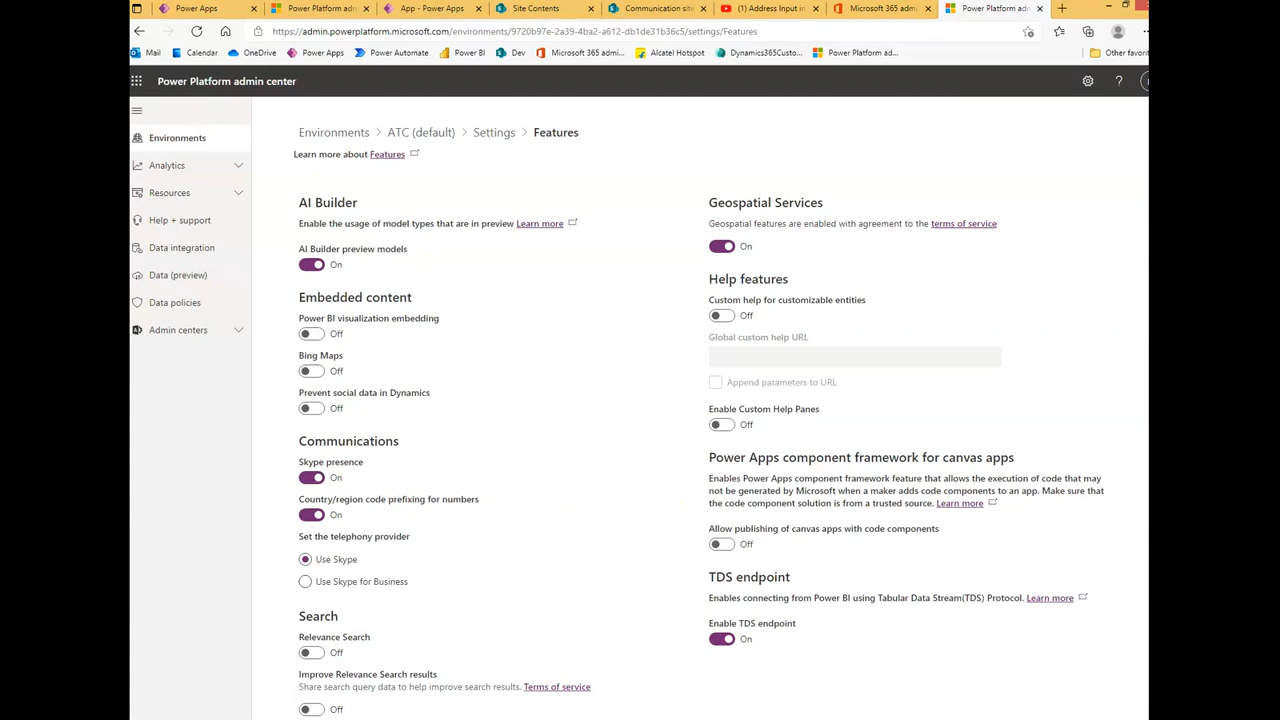 Power Apps
Power Platform adm
App - Power Apps
Site Contents
Communication site
(1) Address Input in
Microsoft 365 admi
Power Platform adm
https://admin.powerplatform.microsoft.com/environments/9720b97e-2a39-4ba2-a612-db1de31b36c5/settings/Features
Mail
Calendar
OneDrive
Power Apps
Power Automate
Power BI
Dev
Microsoft 365 admi...
Alcatel Hotspot
Dynamics365Custo...
Power Platform ad...
Other favorit
Power Platform admin center
Environments
Analytics
Resources
Help + support
Data integration
Data (preview)
Data policies
Admin centers
Environments > ATC (default) > Settings > Features
Learn more about Features
AI Builder
Enable the usage of model types that are in preview Learn more
AI Builder preview models
On
Embedded content
Power BI visualization embedding
Off
Bing Maps
Off
Prevent social data in Dynamics
Off
Communications
Skype presence
On
Country/region code prefixing for numbers
On
Set the telephony provider
Use Skype
Use Skype for Business
Search
Relevance Search
Off
Improve Relevance Search results
Share search query data to help improve search results. Terms of service
Off
Geospatial Services
Geospatial features are enabled with agreement to the terms of service
On
Help features
Custom help for customizable entities
Off
Global custom help URL
Append parameters to URL
Enable Custom Help Panes
Off
Power Apps component framework for canvas apps
Enables Power Apps component framework feature that allows the execution of code that may
not be generated by Microsoft when a maker adds code components to an app. Make sure that
the code component solution is from a trusted source. Learn more
Allow publishing of canvas apps with code components
Off
TDS endpoint
Enables connecting from Power BI using Tabular Data Stream(TDS) Protocol. Learn more
Enable TDS endpoint
On